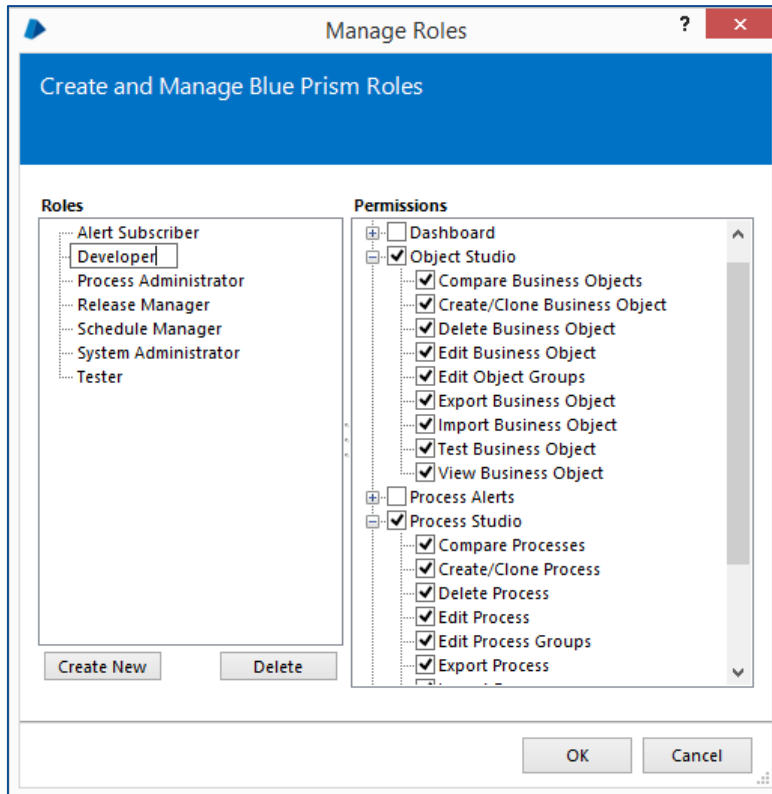 Manage Roles
?
Create and Manage Blue Prism Roles
Roles
Alert Subscriber
Developer
Process Administrator
Release Manager
Schedule Manager
System Administrator
Tester
Create New
Delete
Permissions
Dashboard
Object Studio
Compare Business Objects
Create/Clone Business Object
Delete Business Object
Edit Business Object
Edit Object Groups
Export Business Object
Import Business Object
Test Business Object
View Business Object
Process Alerts
Process Studio
Compare Processes
Create/Clone Process
Delete Process
Edit Process
Edit Process Groups
Export Process
OK
Cancel